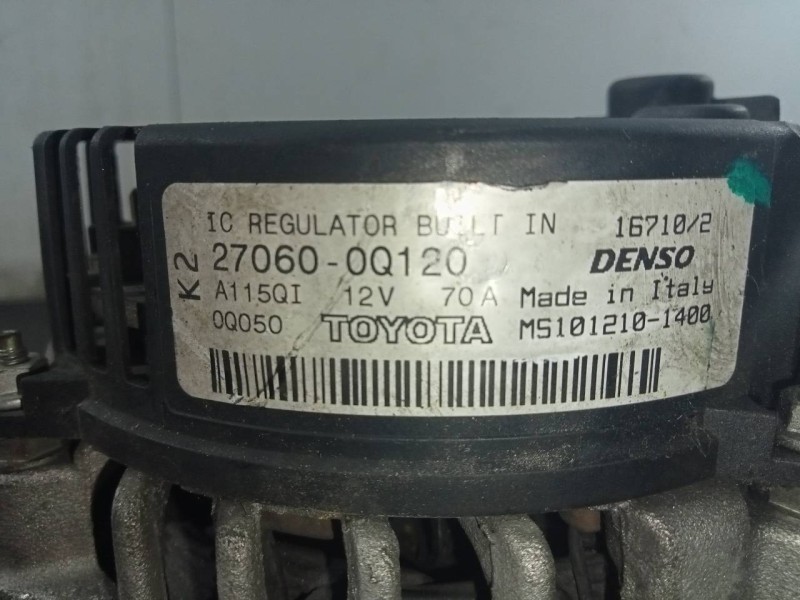 IC REGULATOR BUILT IN 16710/2
K2 27060-0Q120 DENSO
A115QI 12V 70A Made in Italy
0Q050 TOYOTA MS101210-1400